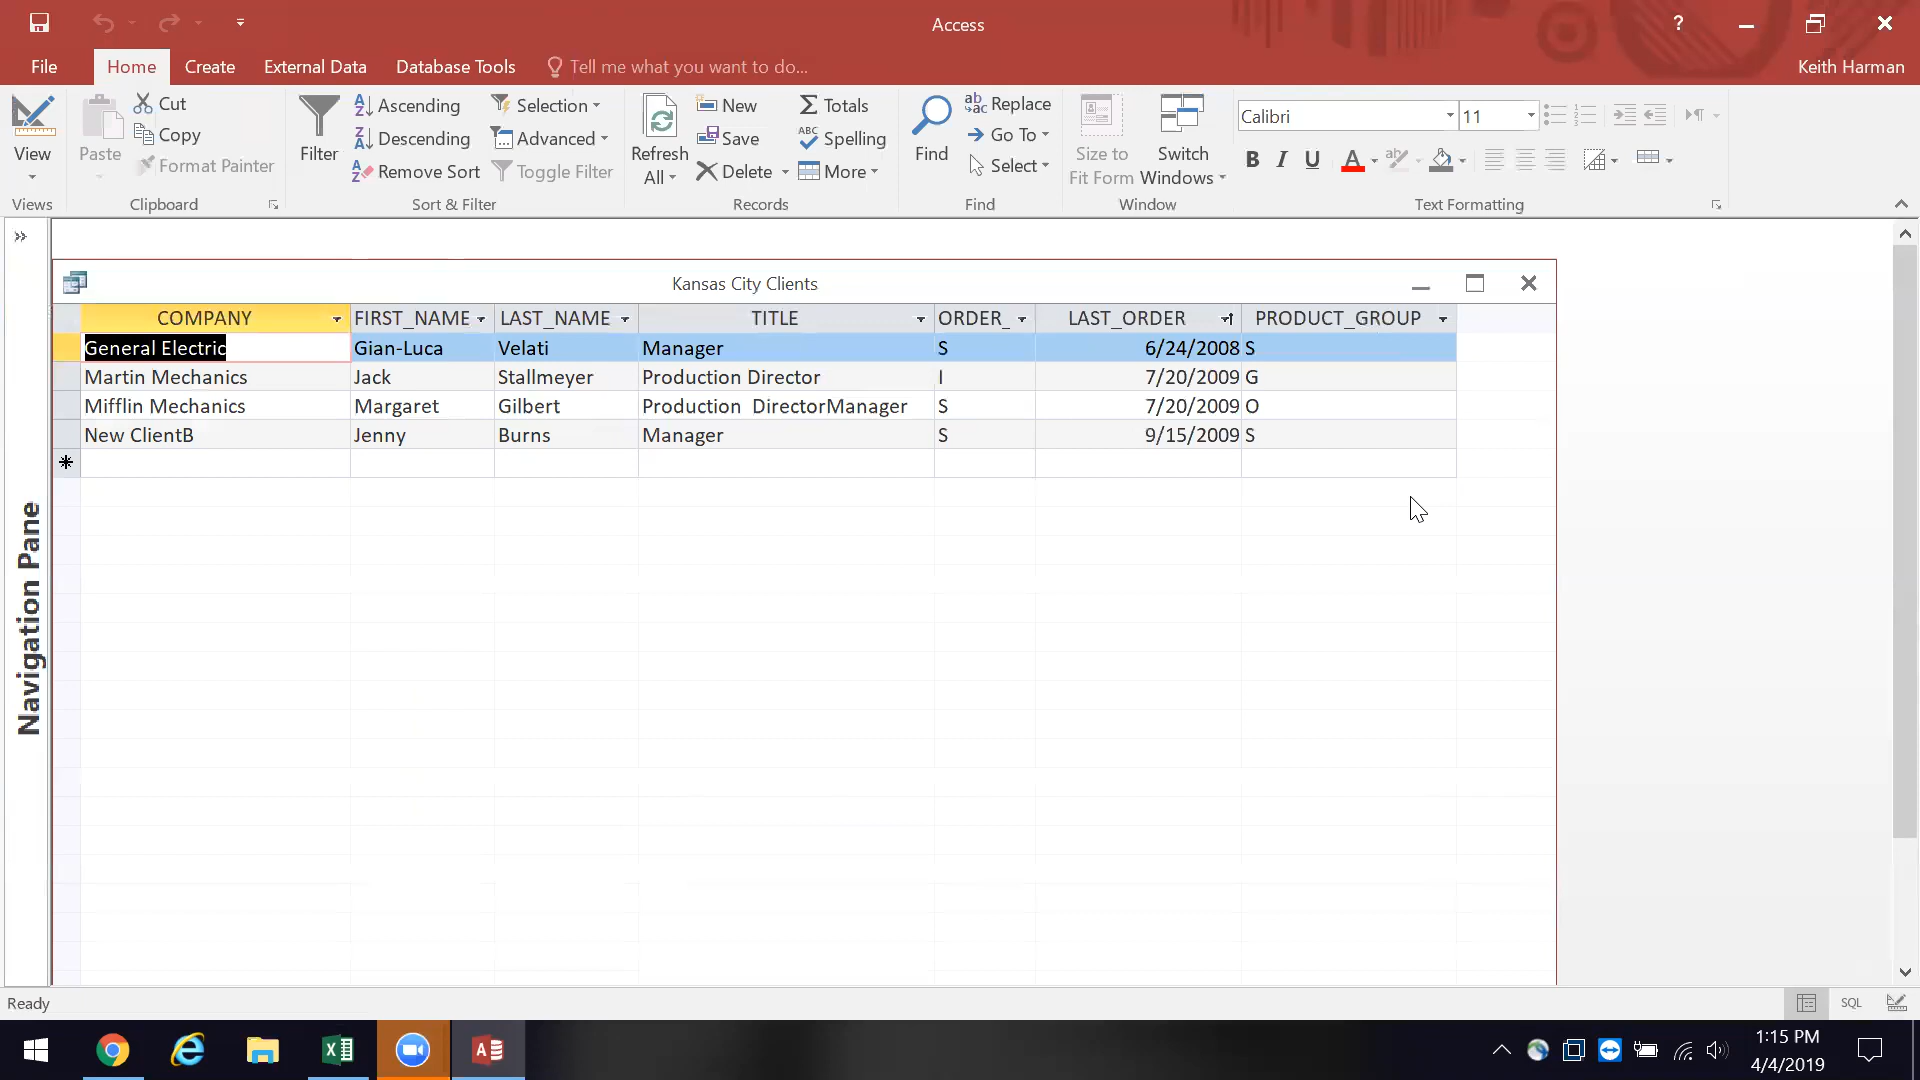 Access
?
File Home Create External Data Database Tools Tell me what you want to do... Keith Harman
View
Views
Paste
Cut
Copy
Format Painter
Clipboard
Filter
Ascending
Descending
Remove Sort
Selection
Advanced
Toggle Filter
Sort & Filter
Refresh
All
New
Save
Delete
Totals
Spelling
More
Records
Find
Replace
Go To
Select
Find
Size to
Fit Form
Switch
Windows
Window
Calibri 11
B I U A
Text Formatting
Navigation Pane
Kansas City Clients
COMPANY FIRST_NAME LAST_NAME TITLE ORDER_ LAST_ORDER PRODUCT_GROUP
General Electric Gian-Luca Velati Manager S 6/24/2008 S
Martin Mechanics Jack Stallmeyer Production Director I 7/20/2009 G
Mifflin Mechanics Margaret Gilbert Production  DirectorManager S 7/20/2009 O
New ClientB Jenny Burns Manager S 9/15/2009 S
Ready
SQL
1:15 PM
4/4/2019